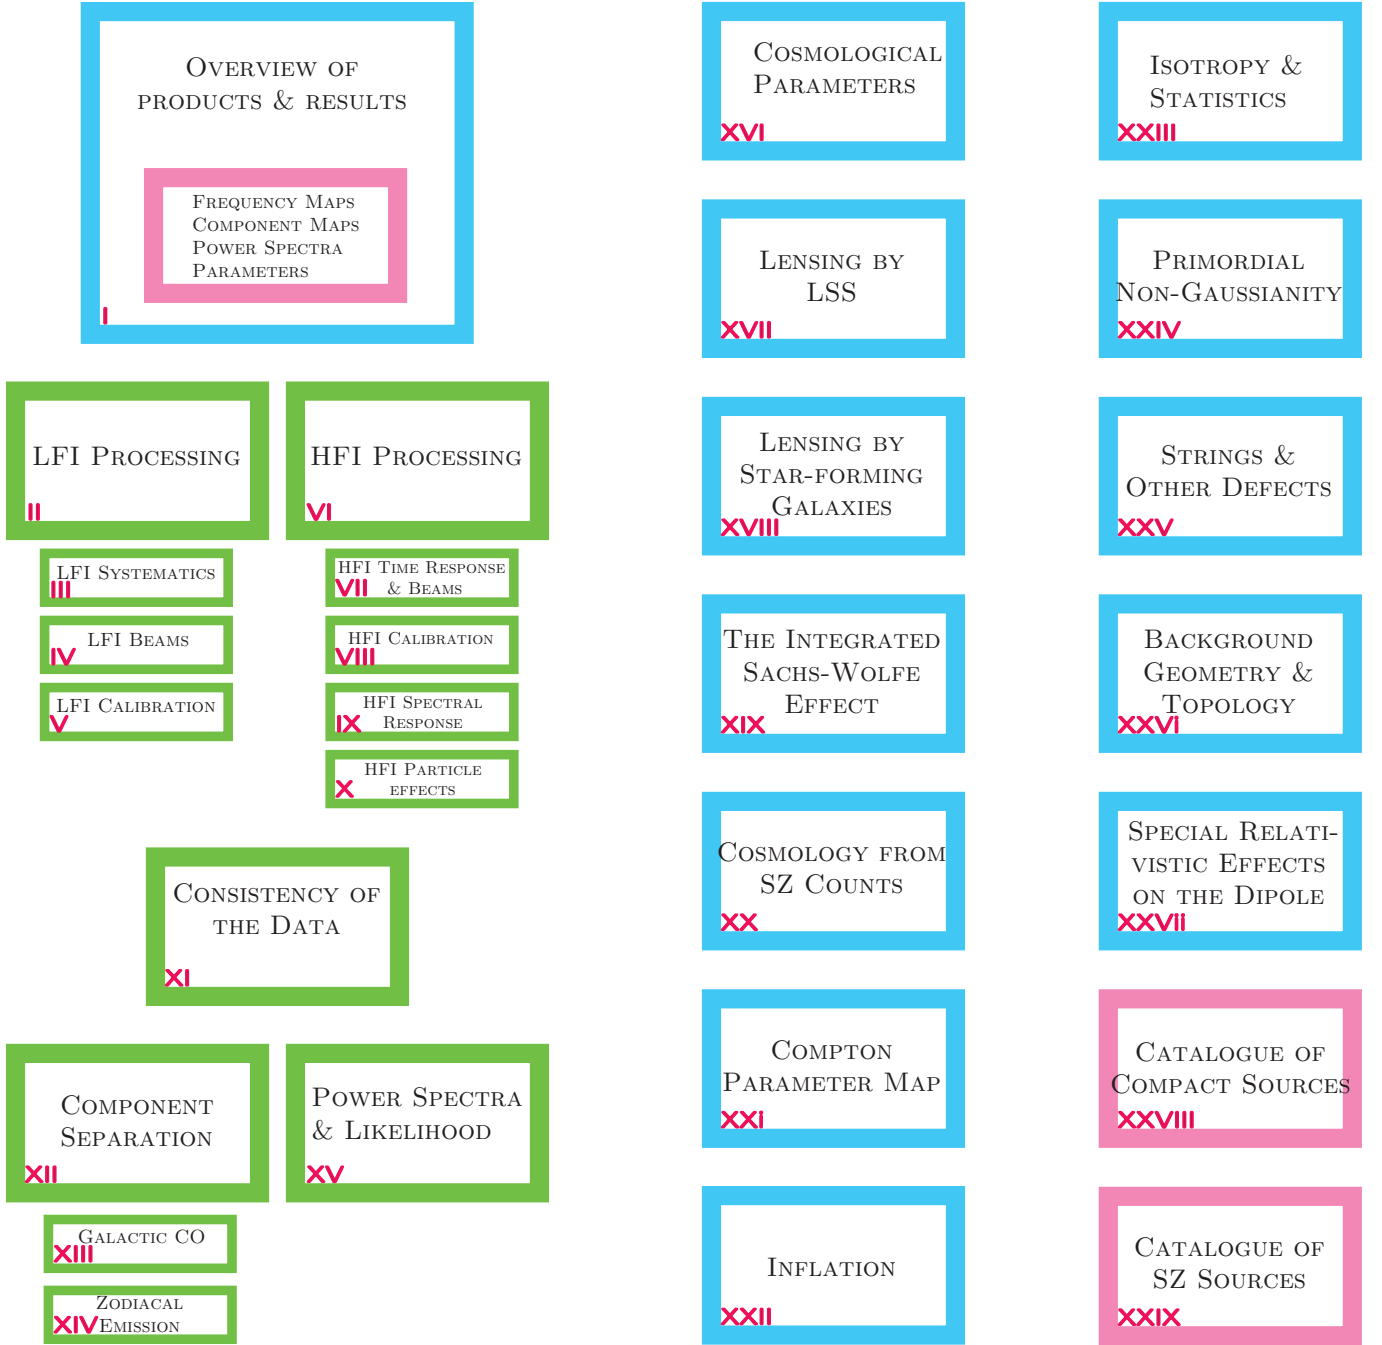 Overview of
products & results
Frequency Maps
Component Maps
Power Spectra
Parameters
I
LFI Processing
II
HFI Processing
VI
LFI Systematics
III
LFI Beams
IV
LFI Calibration
V
HFI Time Response
& Beams
VII
HFI Calibration
VIII
HFI Spectral
Response
IX
HFI Particle
effects
X
Consistency of
the Data
XI
Component
Separation
XII
Power Spectra
& Likelihood
XV
Galactic CO
XIII
Zodiacal
Emission
XIV
Cosmological
Parameters
XVI
Lensing by
LSS
XVII
Lensing by
Star-forming
Galaxies
XVIII
The Integrated
Sachs-Wolfe
Effect
XIX
Cosmology from
SZ Counts
XX
Compton
Parameter Map
XXi
Inflation
XXII
Isotropy &
Statistics
XXIII
Primordial
Non-Gaussianity
XXIV
Strings &
Other Defects
XXV
Background
Geometry &
Topology
XXVi
Special Relati-
vistic Effects
on the Dipole
XXVii
Catalogue of
Compact Sources
XXVIII
Catalogue of
SZ Sources
XXIX